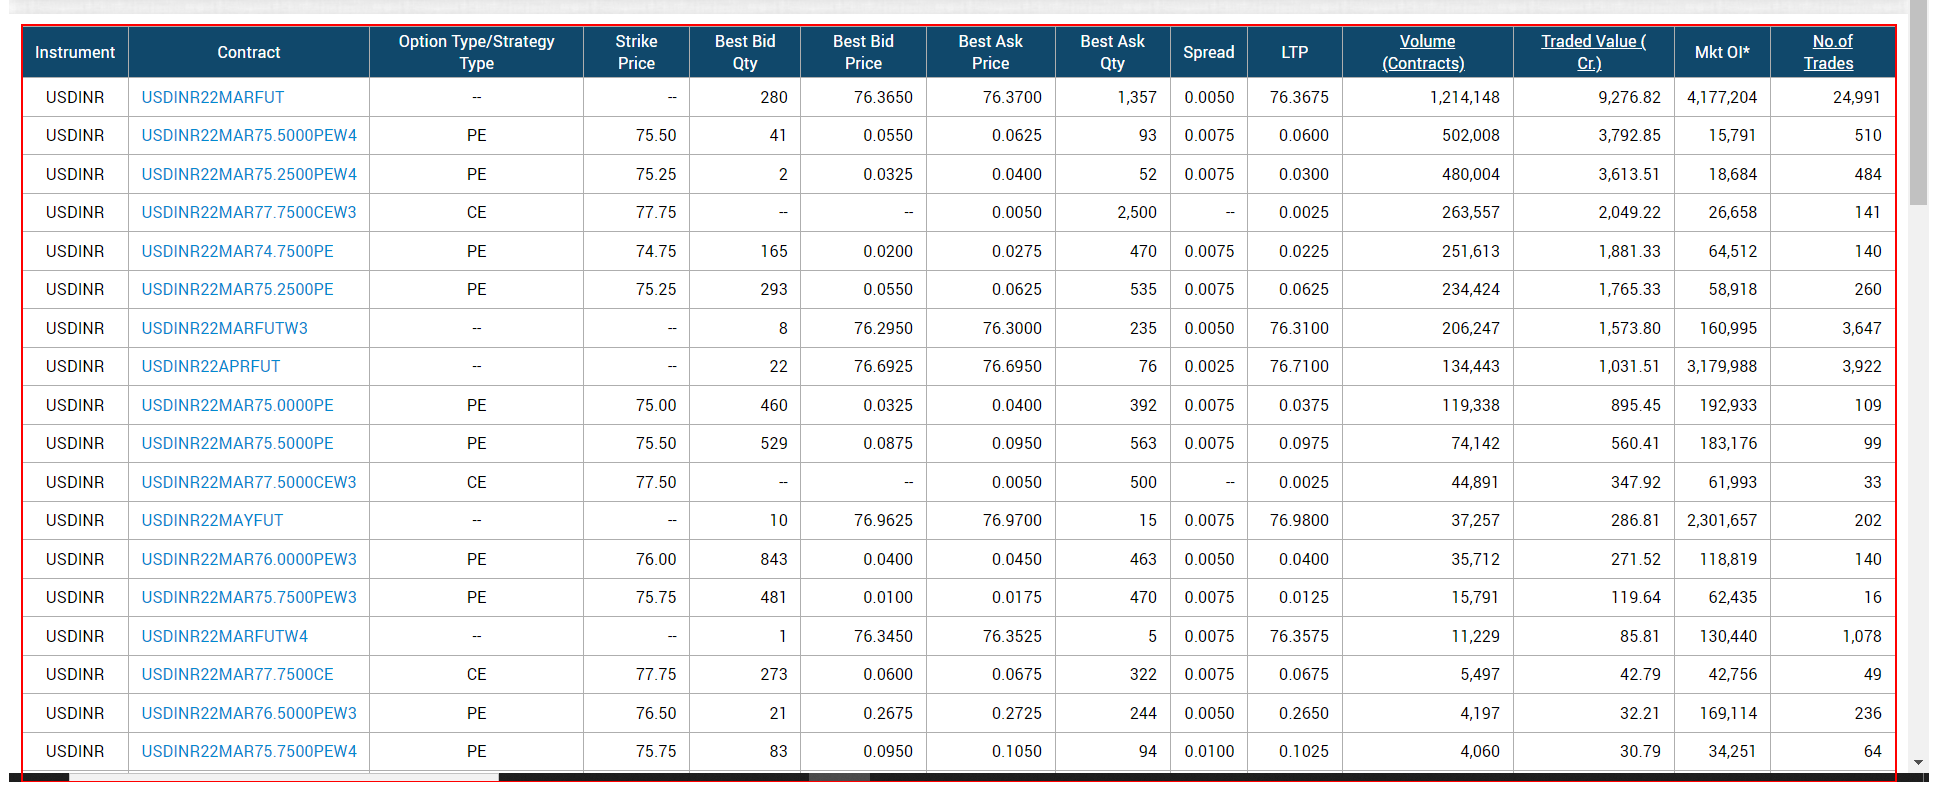 Instrument Contract Option Type/Strategy Type Strike Price Best Bid Qty Best Bid Price Best Ask Price Best Ask Qty Spread LTP Volume (Contracts) Traded Value ( Cr.) Mkt OI* No.of Trades
USDINR USDINR22MARFUT -- -- 280 76.3650 76.3700 1,357 0.0050 76.3675 1,214,148 9,276.82 4,177,204 24,991
USDINR USDINR22MAR75.5000PEW4 PE 75.50 41 0.0550 0.0625 93 0.0075 0.0600 502,008 3,792.85 15,791 510
USDINR USDINR22MAR75.2500PEW4 PE 75.25 2 0.0325 0.0400 52 0.0075 0.0300 480,004 3,613.51 18,684 484
USDINR USDINR22MAR77.7500CEW3 CE 77.75 -- -- 0.0050 2,500 -- 0.0025 263,557 2,049.22 26,658 141
USDINR USDINR22MAR74.7500PE PE 74.75 165 0.0200 0.0275 470 0.0075 0.0225 251,613 1,881.33 64,512 140
USDINR USDINR22MAR75.2500PE PE 75.25 293 0.0550 0.0625 535 0.0075 0.0625 234,424 1,765.33 58,918 260
USDINR USDINR22MARFUTW3 -- -- 8 76.2950 76.3000 235 0.0050 76.3100 206,247 1,573.80 160,995 3,647
USDINR USDINR22APRFUT -- -- 22 76.6925 76.6950 76 0.0025 76.7100 134,443 1,031.51 3,179,988 3,922
USDINR USDINR22MAR75.0000PE PE 75.00 460 0.0325 0.0400 392 0.0075 0.0375 119,338 895.45 192,933 109
USDINR USDINR22MAR75.5000PE PE 75.50 529 0.0875 0.0950 563 0.0075 0.0975 74,142 560.41 183,176 99
USDINR USDINR22MAR77.5000CEW3 CE 77.50 -- -- 0.0050 500 -- 0.0025 44,891 347.92 61,993 33
USDINR USDINR22MAYFUT -- -- 10 76.9625 76.9700 15 0.0075 76.9800 37,257 286.81 2,301,657 202
USDINR USDINR22MAR76.0000PEW3 PE 76.00 843 0.0400 0.0450 463 0.0050 0.0400 35,712 271.52 118,819 140
USDINR USDINR22MAR75.7500PEW3 PE 75.75 481 0.0100 0.0175 470 0.0075 0.0125 15,791 119.64 62,435 16
USDINR USDINR22MARFUTW4 -- -- 1 76.3450 76.3525 5 0.0075 76.3575 11,229 85.81 130,440 1,078
USDINR USDINR22MAR77.7500CE CE 77.75 273 0.0600 0.0675 322 0.0075 0.0675 5,497 42.79 42,756 49
USDINR USDINR22MAR76.5000PEW3 PE 76.50 21 0.2675 0.2725 244 0.0050 0.2650 4,197 32.21 169,114 236
USDINR USDINR22MAR75.7500PEW4 PE 75.75 83 0.0950 0.1050 94 0.0100 0.1025 4,060 30.79 34,251 64